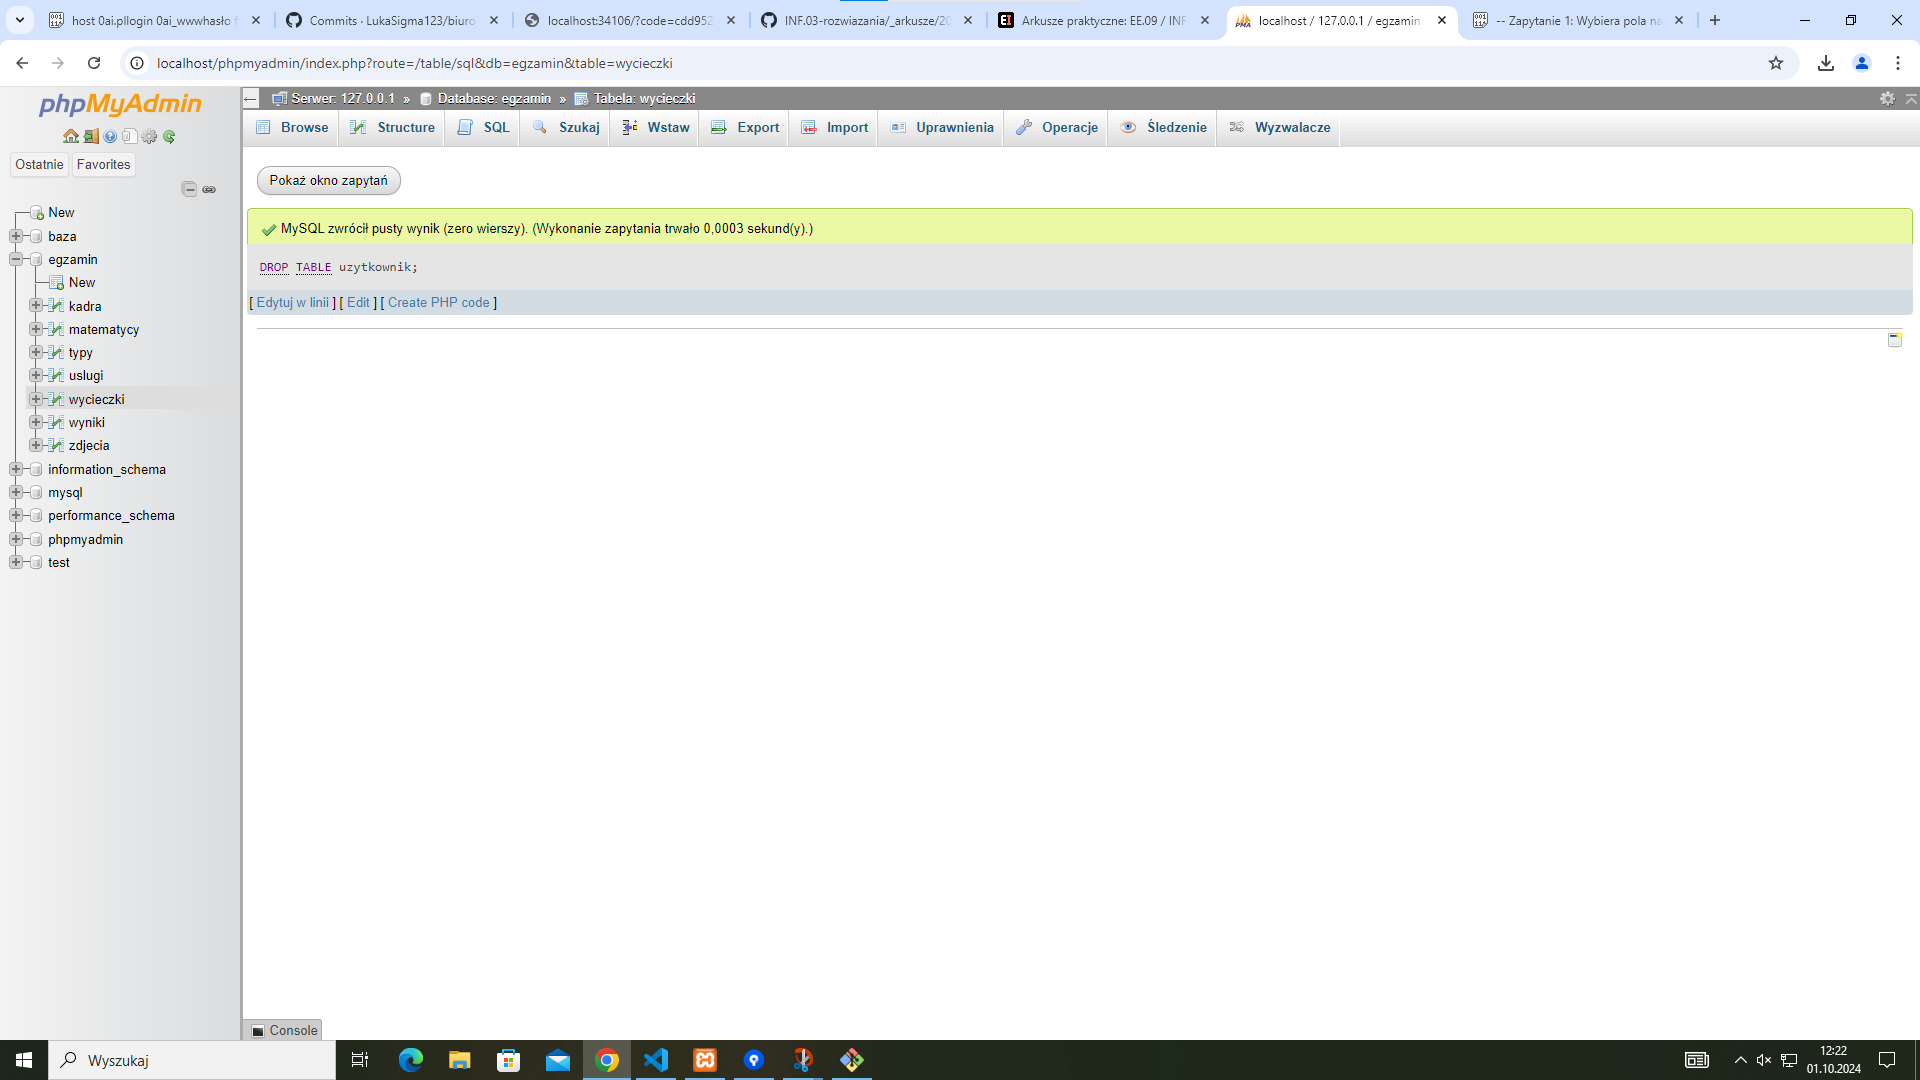 host 0ai.pllogin 0ai_wwwhasło
Commits · LukaSigma123/biuro
localhost:34106/?code=cdd952
INF.03-rozwiazania/_arkusze/20
Arkusze praktyczne: EE.09 / INF
localhost / 127.0.0.1 / egzamin
-- Zapytanie 1: Wybiera pola na
localhost/phpmyadmin/index.php?route=/table/sql&db=egzamin&table=wycieczki
phpMyAdmin
Ostatnie
Favorites
New
baza
egzamin
New
kadra
matematycy
typy
uslugi
wycieczki
wyniki
zdjecia
information_schema
mysql
performance_schema
phpmyadmin
test
Serwer: 127.0.0.1 » Database: egzamin » Tabela: wycieczki
Browse Structure SQL Szukaj Wstaw Export Import Uprawnienia Operacje Śledzenie Wyzwalacze
Pokaż okno zapytań
MySQL zwrócił pusty wynik (zero wierszy). (Wykonanie zapytania trwało 0,0003 sekund(y).)
DROP TABLE uzytkownik;
[ Edytuj w linii ] [ Edit ] [ Create PHP code ]
Console
Wyszukaj
12:22
01.10.2024